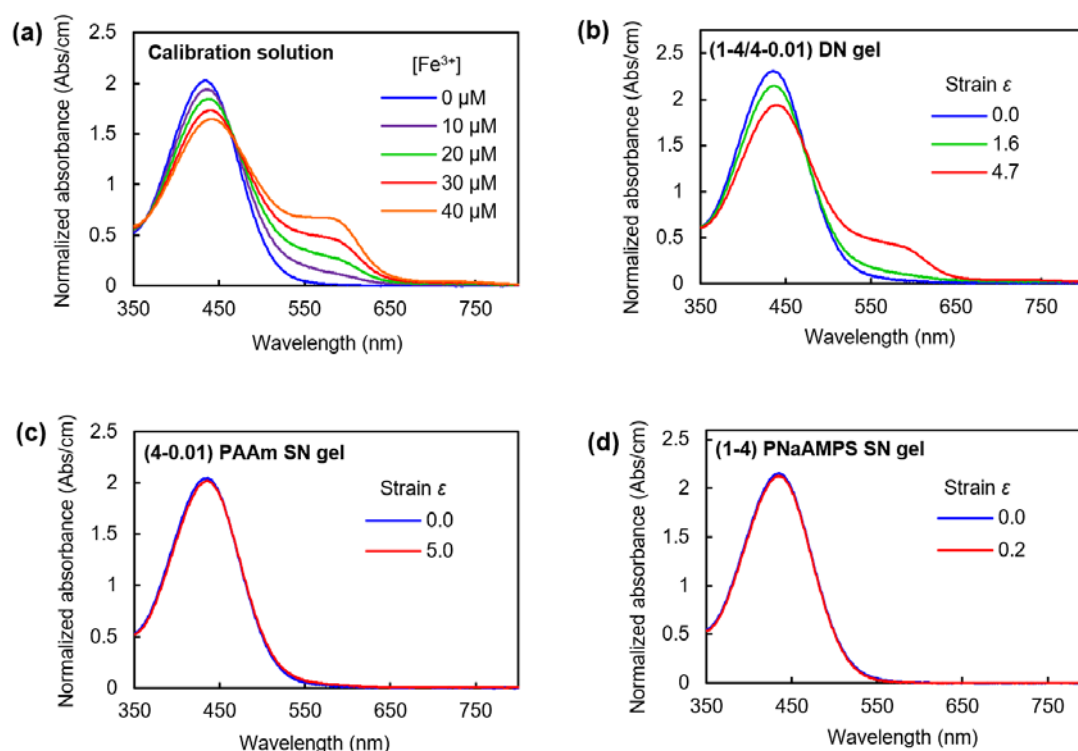 (a)
Calibration solution
[Fe³⁺]
0 µM
10 µM
20 µM
30 µM
40 µM
Normalized absorbance (Abs/cm)
2.5
2
1.5
1
0.5
0
350 450 550 650 750
Wavelength (nm)
(b)
(1-4/4-0.01) DN gel
Strain ε
0.0
1.6
4.7
Normalized absorbance (Abs/cm)
2.5
2
1.5
1
0.5
0
350 450 550 650 750
Wavelength (nm)
(c)
(4-0.01) PAAm SN gel
Strain ε
0.0
5.0
Normalized absorbance (Abs/cm)
2.5
2
1.5
1
0.5
0
350 450 550 650 750
Wavelength (nm)
(d)
(1-4) PNaAMPS SN gel
Strain ε
0.0
0.2
Normalized absorbance (Abs/cm)
2.5
2
1.5
1
0.5
0
350 450 550 650 750
Wavelength (nm)